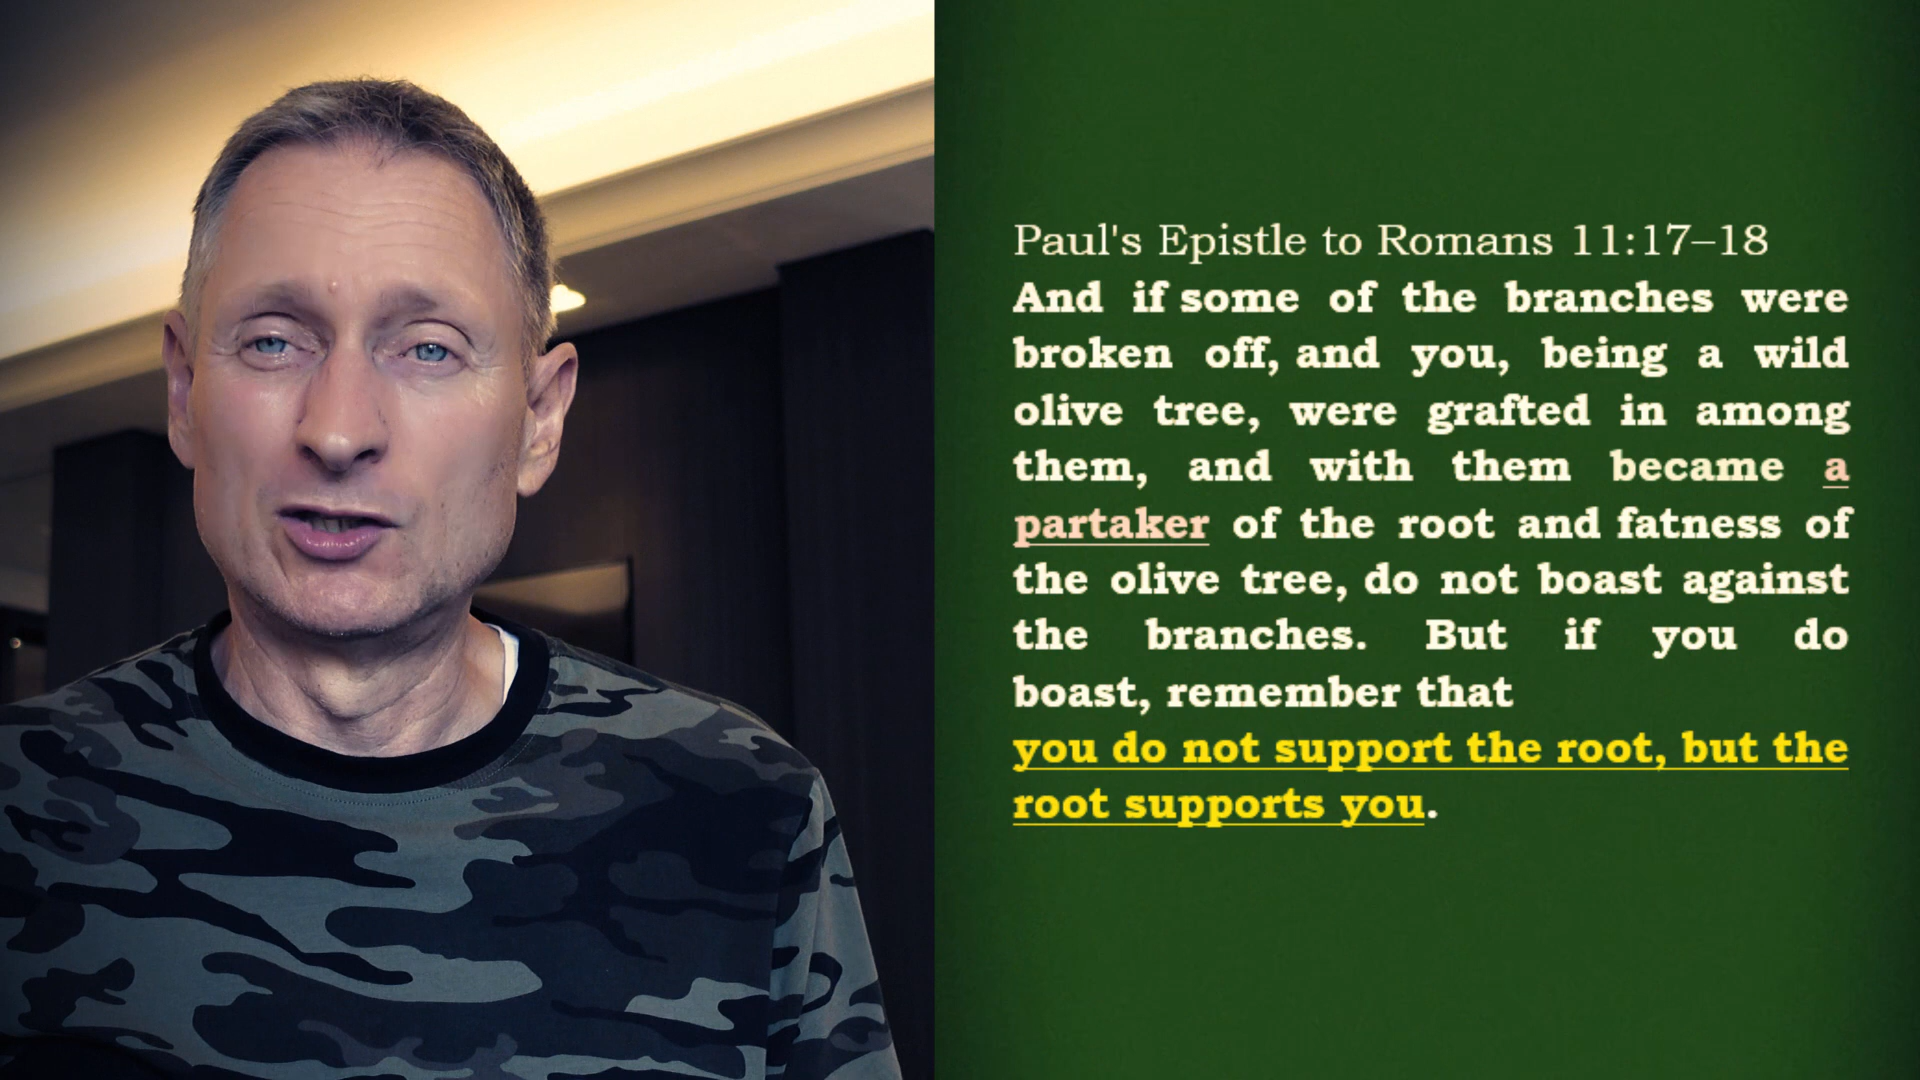 Paul's Epistle to Romans 11:17–18
And if some of the branches were
broken off, and you, being a wild
olive tree, were grafted in among
them, and with them became a
partaker of the root and fatness of
the olive tree, do not boast against
the branches. But if you do
boast, remember that
you do not support the root, but the
root supports you.